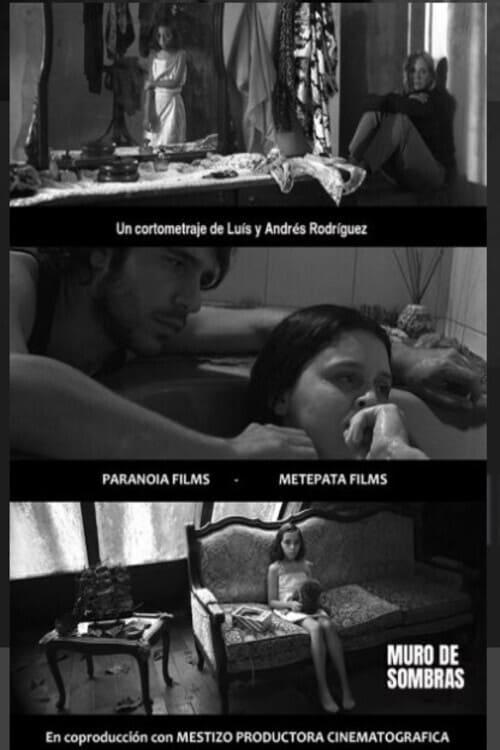 Un cortometraje de Luís y Andrés Rodríguez
PARANOIA FILMS - METEPATA FILMS
MURO DE
SOMBRAS
En coproducción con MESTIZO PRODUCTORA CINEMATOGRAFICA